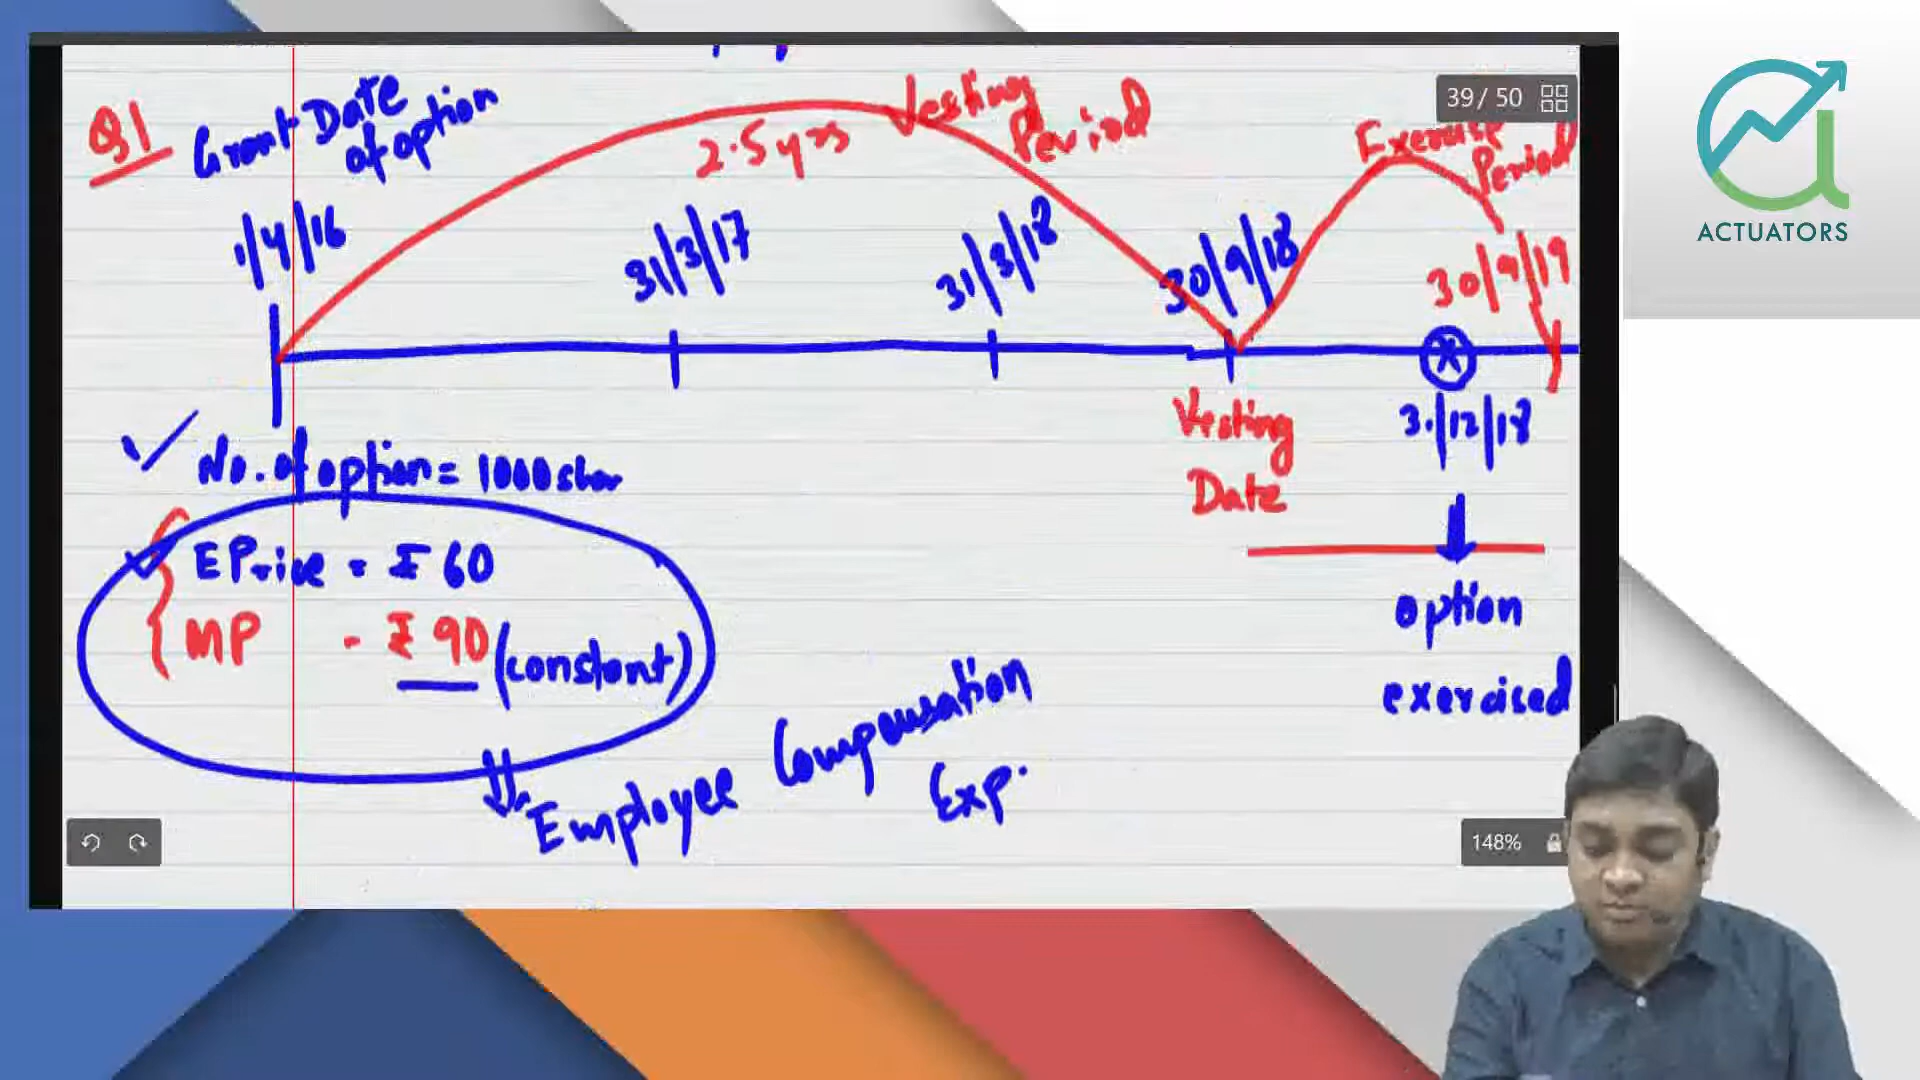 Q1
Grant Date
of option
Vesting
Period
2.5 yrs
Exercise
Period
39 / 50
ACTUATORS
1/4/16
31/3/17
31/3/18
30/9/18
30/9/19
Vesting
Date
3./12/18
No. of option = 1000 shar
E Price = ₹ 60
MP - ₹ 90 (constant)
option
exercised
Employee Compensation
Exp.
148%